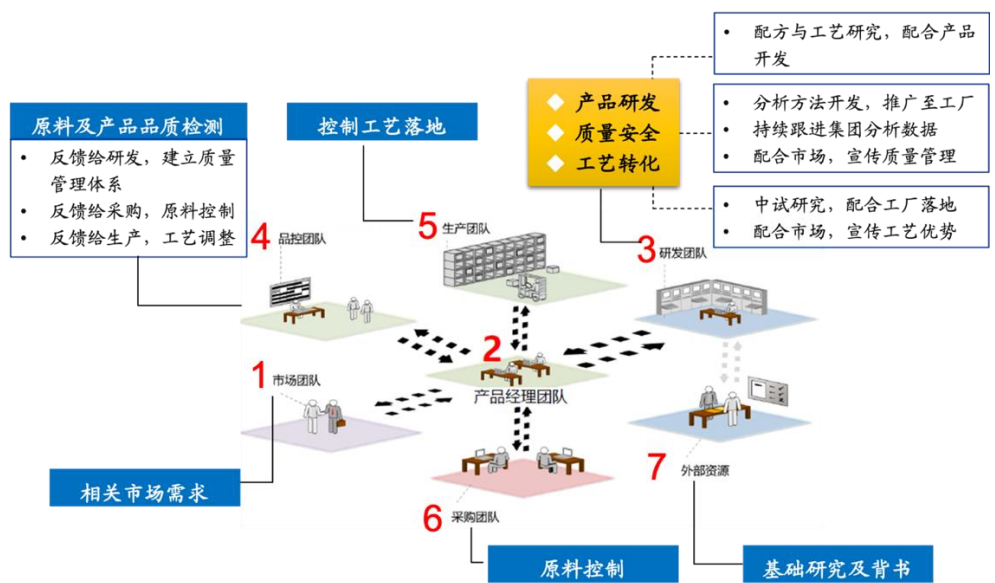 • 配方与工艺研究，配合产品
开发
◆ 产品研发
◆ 质量安全
◆ 工艺转化
• 分析方法开发，推广至工厂
• 持续跟进集团分析数据
• 配合市场，宣传质量管理
• 中试研究，配合工厂落地
• 配合市场，宣传工艺优势
原料及产品品质检测
• 反馈给研发，建立质量
管理体系
• 反馈给采购，原料控制
• 反馈给生产，工艺调整
控制工艺落地
4 品控团队
5 生产团队
3 研发团队
2
产品经理团队
1 市场团队
相关市场需求
6 采购团队
原料控制
7 外部资源
基础研究及背书